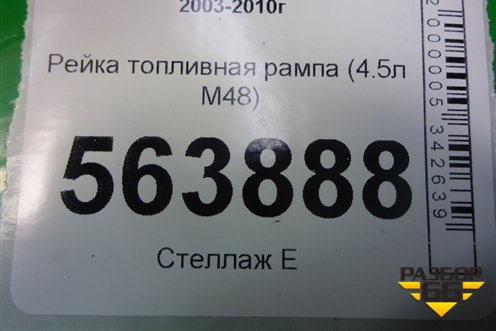 2003-2010г
Рейка топливная рампа (4.5л
М48)
563888
Стеллаж Е
2000005342639
РАЗБОР
66